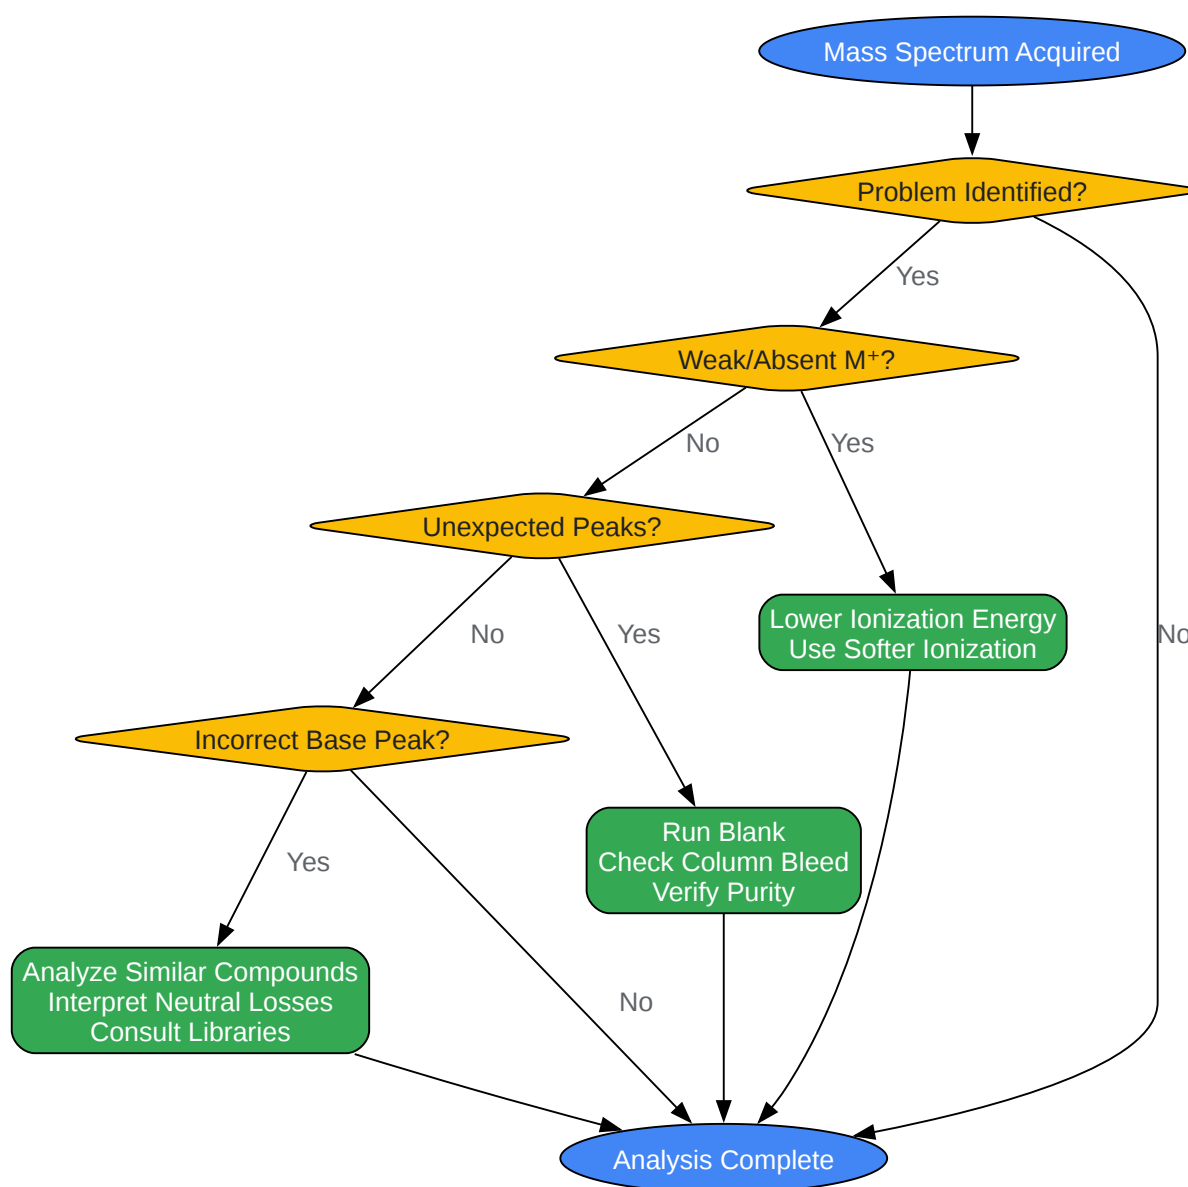 Mass Spectrum Acquired
Problem Identified?
Yes
Weak/Absent M⁺?
No
Yes
Unexpected Peaks?
Lower Ionization Energy
Use Softer Ionization
No
Yes
No
Incorrect Base Peak?
Run Blank
Check Column Bleed
Verify Purity
Yes
Analyze Similar Compounds
Interpret Neutral Losses
Consult Libraries
No
Analysis Complete